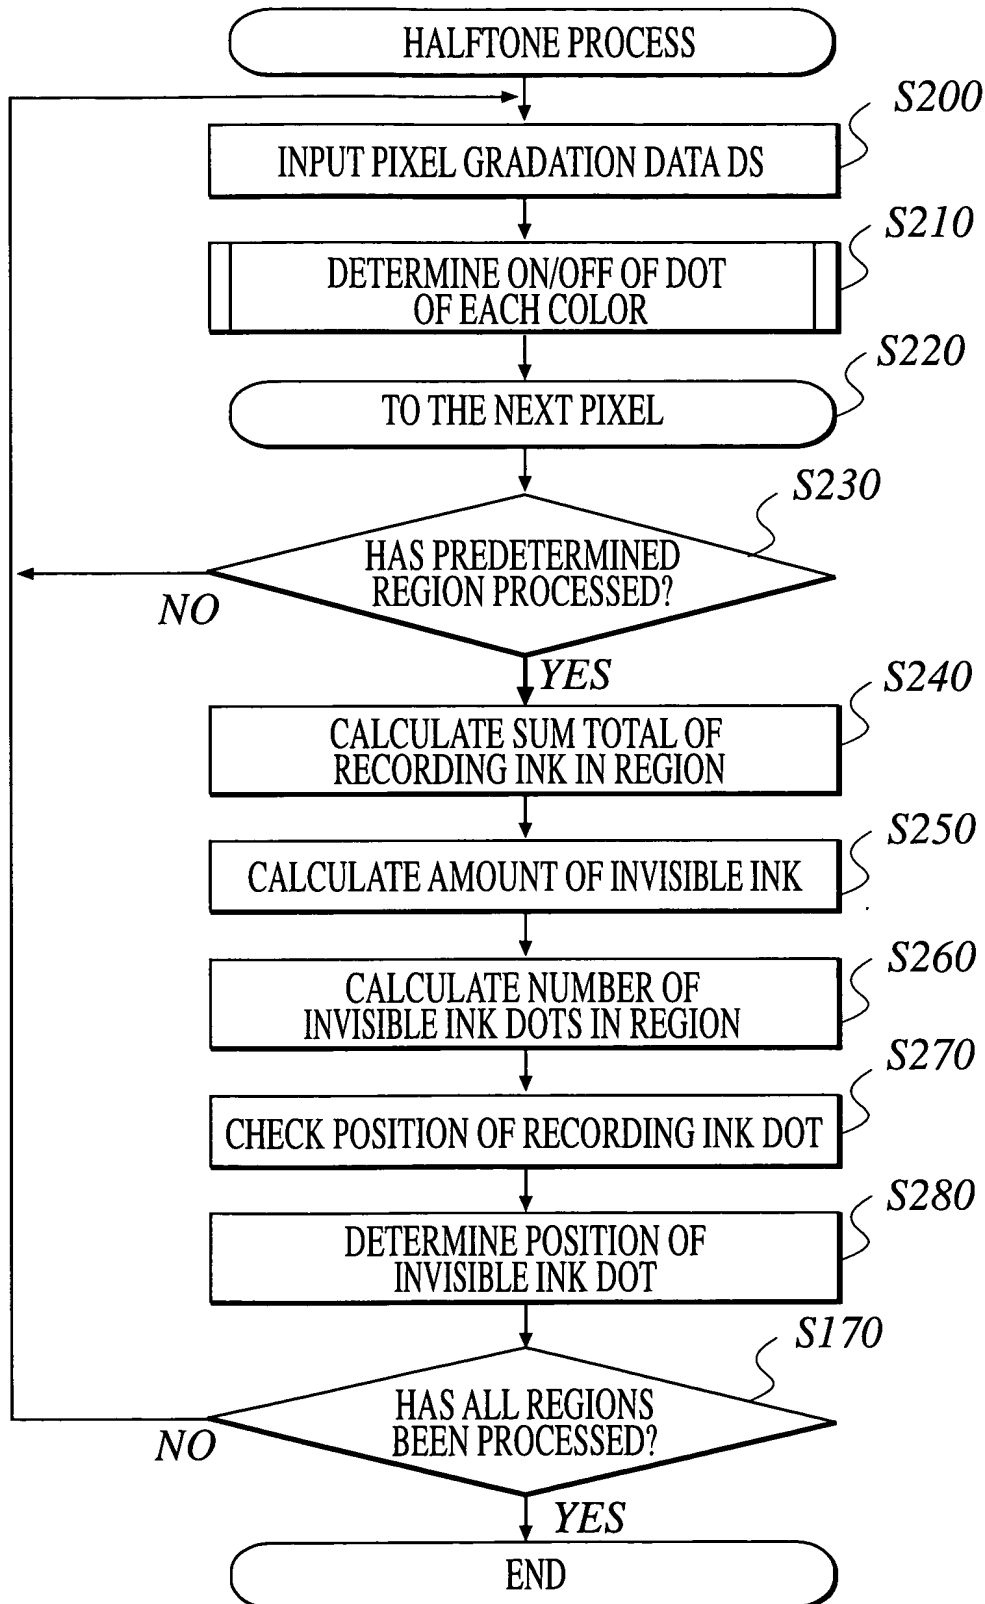 HALFTONE PROCESS
S200
INPUT PIXEL GRADATION DATA DS
S210
DETERMINE ON/OFF OF DOT
OF EACH COLOR
S220
TO THE NEXT PIXEL
S230
HAS PREDETERMINED
REGION PROCESSED?
NO
YES
S240
CALCULATE SUM TOTAL OF
RECORDING INK IN REGION
S250
CALCULATE AMOUNT OF INVISIBLE INK
S260
CALCULATE NUMBER OF
INVISIBLE INK DOTS IN REGION
S270
CHECK POSITION OF RECORDING INK DOT
S280
DETERMINE POSITION OF
INVISIBLE INK DOT
S170
HAS ALL REGIONS
BEEN PROCESSED?
NO
YES
END